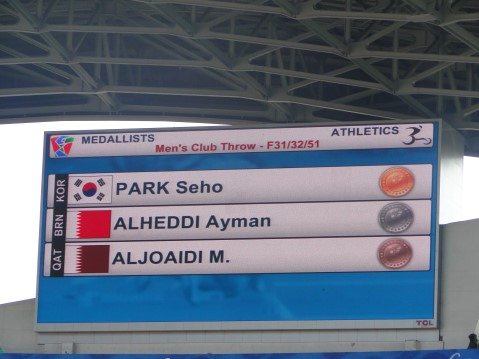 MEDALLISTS
ATHLETICS
Men's Club Throw - F31/32/51
KOR PARK Seho
BRN ALHEDDI Ayman
QAT ALJOAIDI M.
TCL